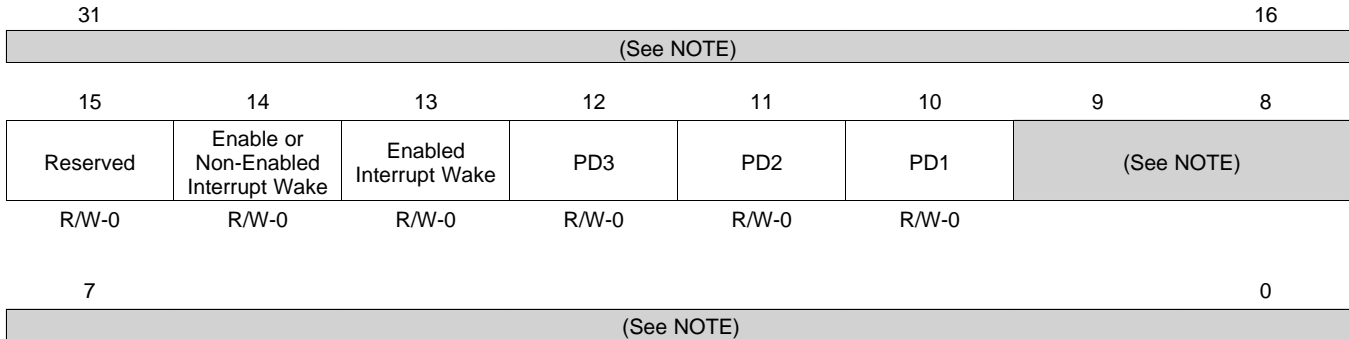 31 16
(See NOTE)
15 14 13 12 11 10 9 8
Reserved
Enable or
Non-Enabled
Interrupt Wake
Enabled
Interrupt Wake
PD3
PD2
PD1
(See NOTE)
R/W-0 R/W-0 R/W-0 R/W-0 R/W-0 R/W-0
7 0
(See NOTE)